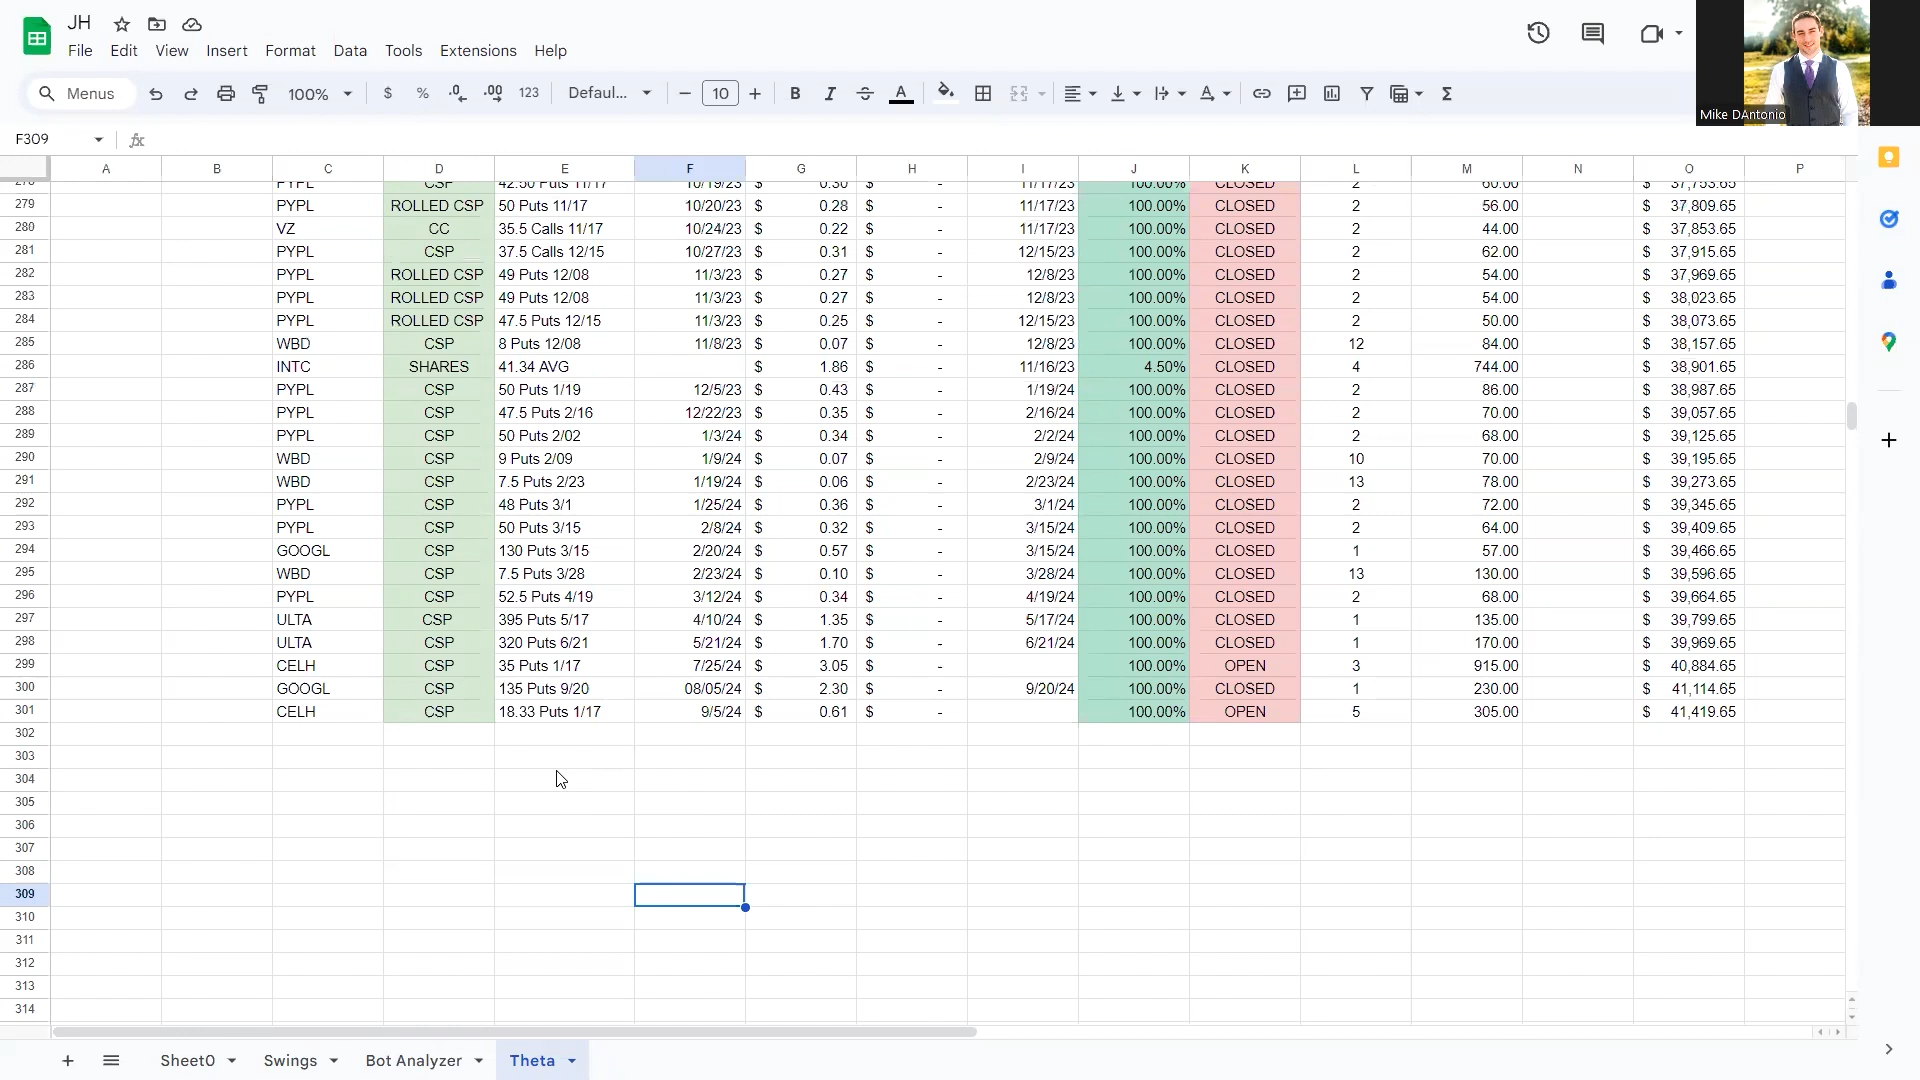 JH
File Edit View Insert Format Data Tools Extensions Help
Menus 100% $ % .0 .00 123 Defaul... 10 B I A
Mike DAntonio
F309 fx
A B C D E F G H I J K L M N O P
278 PYPL CSP 42.50 Puts 11/17 10/19/23 $ 0.30 $ - 11/17/23 100.00% CLOSED 2 60.00 $ 37,753.65
279 PYPL ROLLED CSP 50 Puts 11/17 10/20/23 $ 0.28 $ - 11/17/23 100.00% CLOSED 2 56.00 $ 37,809.65
280 VZ CC 35.5 Calls 11/17 10/24/23 $ 0.22 $ - 11/17/23 100.00% CLOSED 2 44.00 $ 37,853.65
281 PYPL CSP 37.5 Calls 12/15 10/27/23 $ 0.31 $ - 12/15/23 100.00% CLOSED 2 62.00 $ 37,915.65
282 PYPL ROLLED CSP 49 Puts 12/08 11/3/23 $ 0.27 $ - 12/8/23 100.00% CLOSED 2 54.00 $ 37,969.65
283 PYPL ROLLED CSP 49 Puts 12/08 11/3/23 $ 0.27 $ - 12/8/23 100.00% CLOSED 2 54.00 $ 38,023.65
284 PYPL ROLLED CSP 47.5 Puts 12/15 11/3/23 $ 0.25 $ - 12/15/23 100.00% CLOSED 2 50.00 $ 38,073.65
285 WBD CSP 8 Puts 12/08 11/8/23 $ 0.07 $ - 12/8/23 100.00% CLOSED 12 84.00 $ 38,157.65
286 INTC SHARES 41.34 AVG $ 1.86 $ - 11/16/23 4.50% CLOSED 4 744.00 $ 38,901.65
287 PYPL CSP 50 Puts 1/19 12/5/23 $ 0.43 $ - 1/19/24 100.00% CLOSED 2 86.00 $ 38,987.65
288 PYPL CSP 47.5 Puts 2/16 12/22/23 $ 0.35 $ - 2/16/24 100.00% CLOSED 2 70.00 $ 39,057.65
289 PYPL CSP 50 Puts 2/02 1/3/24 $ 0.34 $ - 2/2/24 100.00% CLOSED 2 68.00 $ 39,125.65
290 WBD CSP 9 Puts 2/09 1/9/24 $ 0.07 $ - 2/9/24 100.00% CLOSED 10 70.00 $ 39,195.65
291 WBD CSP 7.5 Puts 2/23 1/19/24 $ 0.06 $ - 2/23/24 100.00% CLOSED 13 78.00 $ 39,273.65
292 PYPL CSP 48 Puts 3/1 1/25/24 $ 0.36 $ - 3/1/24 100.00% CLOSED 2 72.00 $ 39,345.65
293 PYPL CSP 50 Puts 3/15 2/8/24 $ 0.32 $ - 3/15/24 100.00% CLOSED 2 64.00 $ 39,409.65
294 GOOGL CSP 130 Puts 3/15 2/20/24 $ 0.57 $ - 3/15/24 100.00% CLOSED 1 57.00 $ 39,466.65
295 WBD CSP 7.5 Puts 3/28 2/23/24 $ 0.10 $ - 3/28/24 100.00% CLOSED 13 130.00 $ 39,596.65
296 PYPL CSP 52.5 Puts 4/19 3/12/24 $ 0.34 $ - 4/19/24 100.00% CLOSED 2 68.00 $ 39,664.65
297 ULTA CSP 395 Puts 5/17 4/10/24 $ 1.35 $ - 5/17/24 100.00% CLOSED 1 135.00 $ 39,799.65
298 ULTA CSP 320 Puts 6/21 5/21/24 $ 1.70 $ - 6/21/24 100.00% CLOSED 1 170.00 $ 39,969.65
299 CELH CSP 35 Puts 1/17 7/25/24 $ 3.05 $ - 100.00% OPEN 3 915.00 $ 40,884.65
300 GOOGL CSP 135 Puts 9/20 08/05/24 $ 2.30 $ - 9/20/24 100.00% CLOSED 1 230.00 $ 41,114.65
301 CELH CSP 18.33 Puts 1/17 9/5/24 $ 0.61 $ - 100.00% OPEN 5 305.00 $ 41,419.65
302
303
304
305
306
307
308
309
310
311
312
313
314
Sheet0 Swings Bot Analyzer Theta